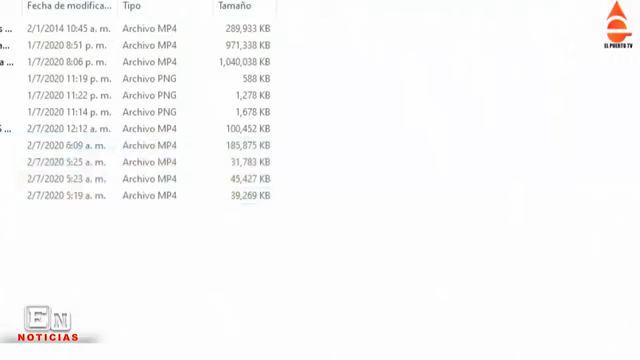 Fecha de modifica... Tipo Tamaño
s ... 2/1/2014 10:45 a. m. Archivo MP4 289,933 KB
a... 1/7/2020 8:51 p. m. Archivo MP4 971,338 KB
a ... 1/7/2020 8:06 p. m. Archivo MP4 1,040,038 KB
1/7/2020 11:19 p. m. Archivo PNG 588 KB
1/7/2020 11:22 p. m. Archivo PNG 1,278 KB
1/7/2020 11:14 p. m. Archivo PNG 1,678 KB
S ... 2/7/2020 12:12 a. m. Archivo MP4 100,452 KB
2/7/2020 6:09 a. m. Archivo MP4 185,875 KB
2/7/2020 5:25 a. m. Archivo MP4 31,783 KB
2/7/2020 5:23 a. m. Archivo MP4 45,427 KB
2/7/2020 5:19 a. m. Archivo MP4 39,269 KB
EL PUERTO TV
EN
NOTICIAS